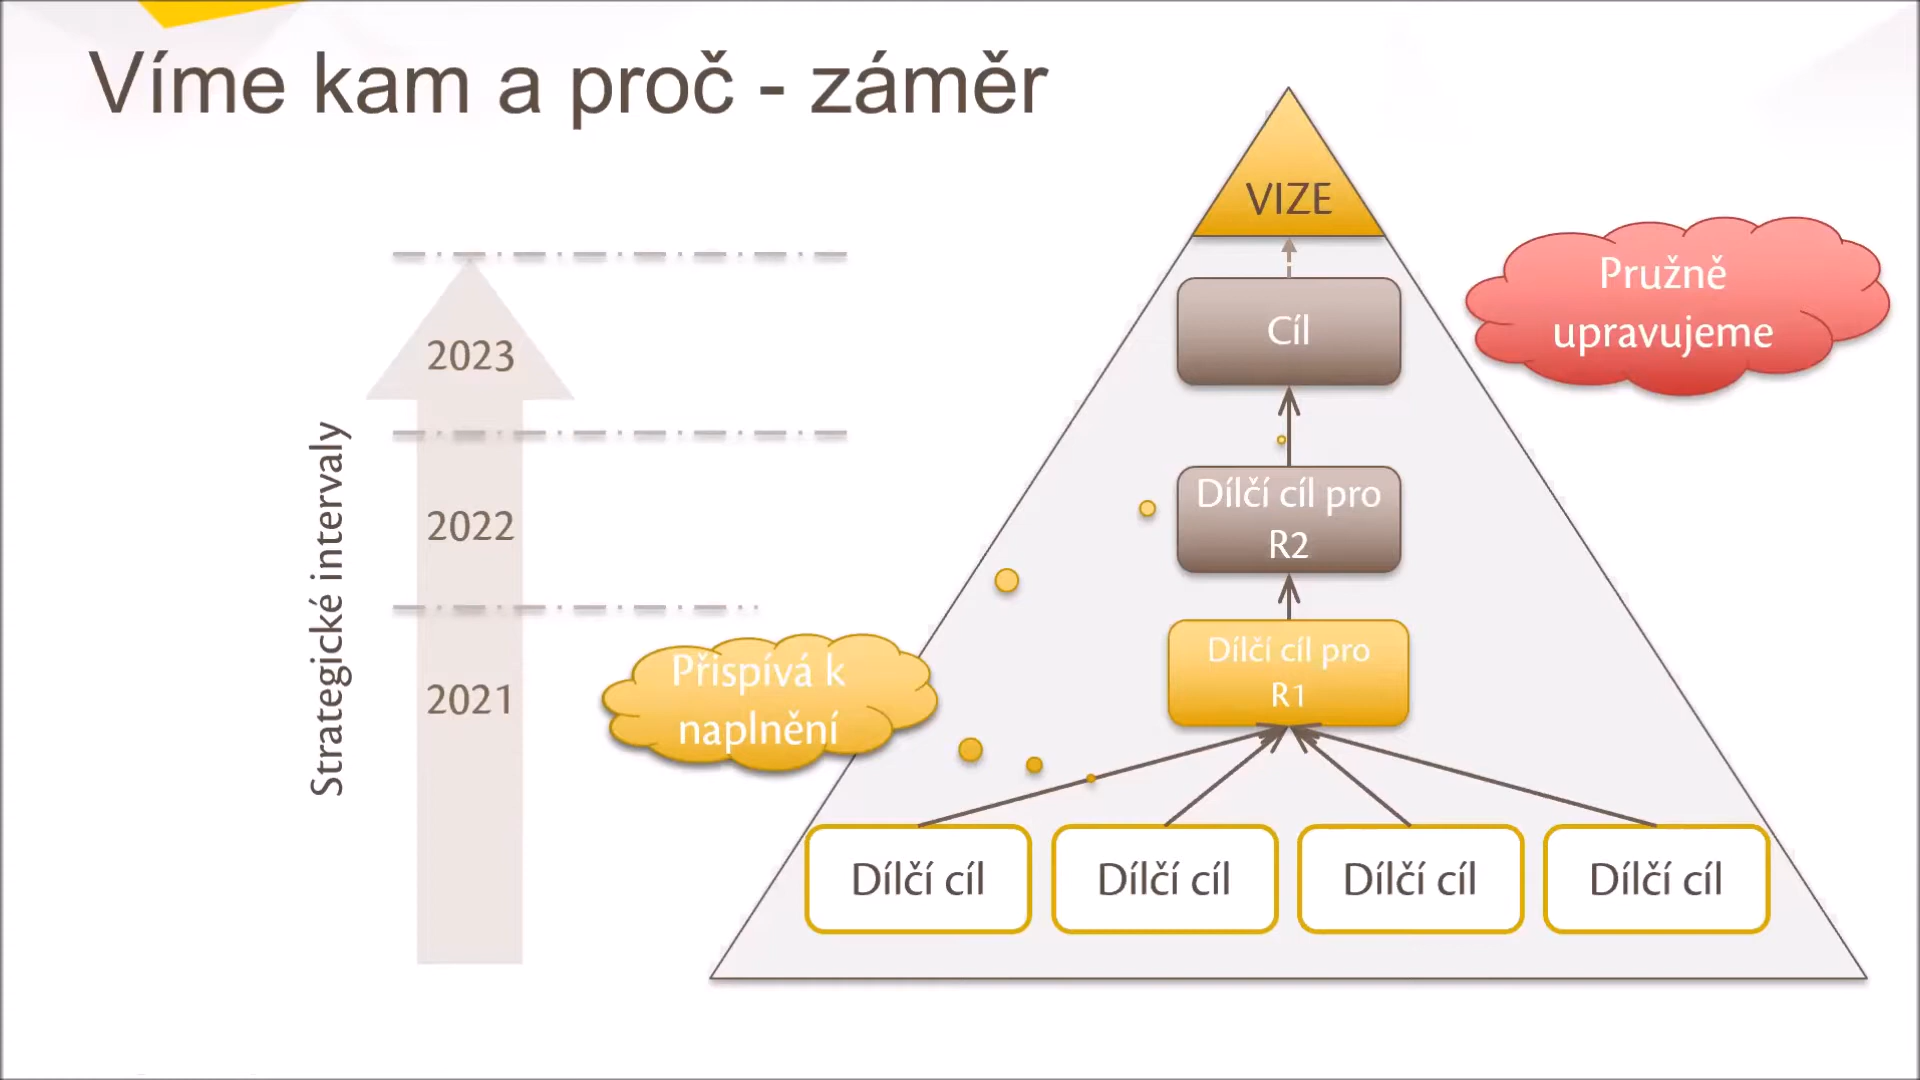 Víme kam a proč - záměr
VIZE
Pružně
upravujeme
Cíl
2023
Strategické intervaly
2022
Dílčí cíl pro
R2
2021
Přispívá k
naplnění
Dílčí cíl pro
R1
Dílčí cíl
Dílčí cíl
Dílčí cíl
Dílčí cíl